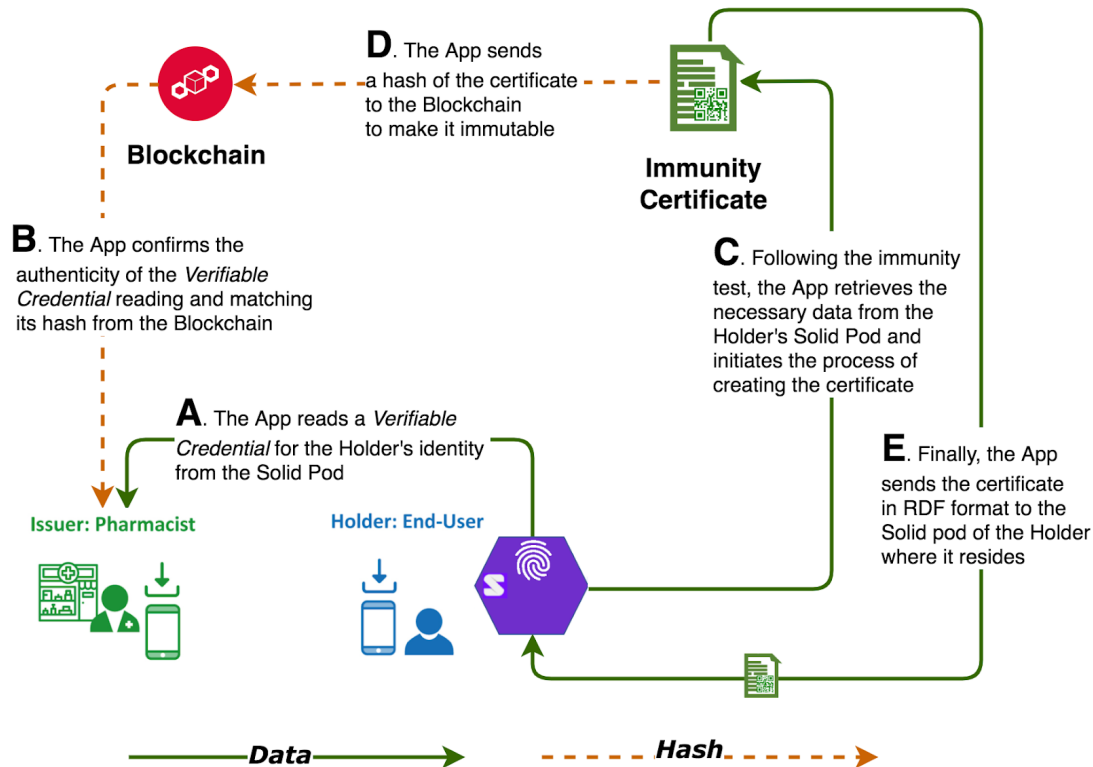 D. The App sends
a hash of the certificate
to the Blockchain
to make it immutable
Blockchain
Immunity
Certificate
B. The App confirms the
authenticity of the Verifiable
Credential reading and matching
its hash from the Blockchain
C. Following the immunity
test, the App retrieves the
necessary data from the
Holder's Solid Pod and
initiates the process of
creating the certificate
A. The App reads a Verifiable
Credential for the Holder's identity
from the Solid Pod
E. Finally, the App
sends the certificate
in RDF format to the
Solid pod of the Holder
where it resides
Issuer: Pharmacist
Holder: End-User
S
Data
Hash